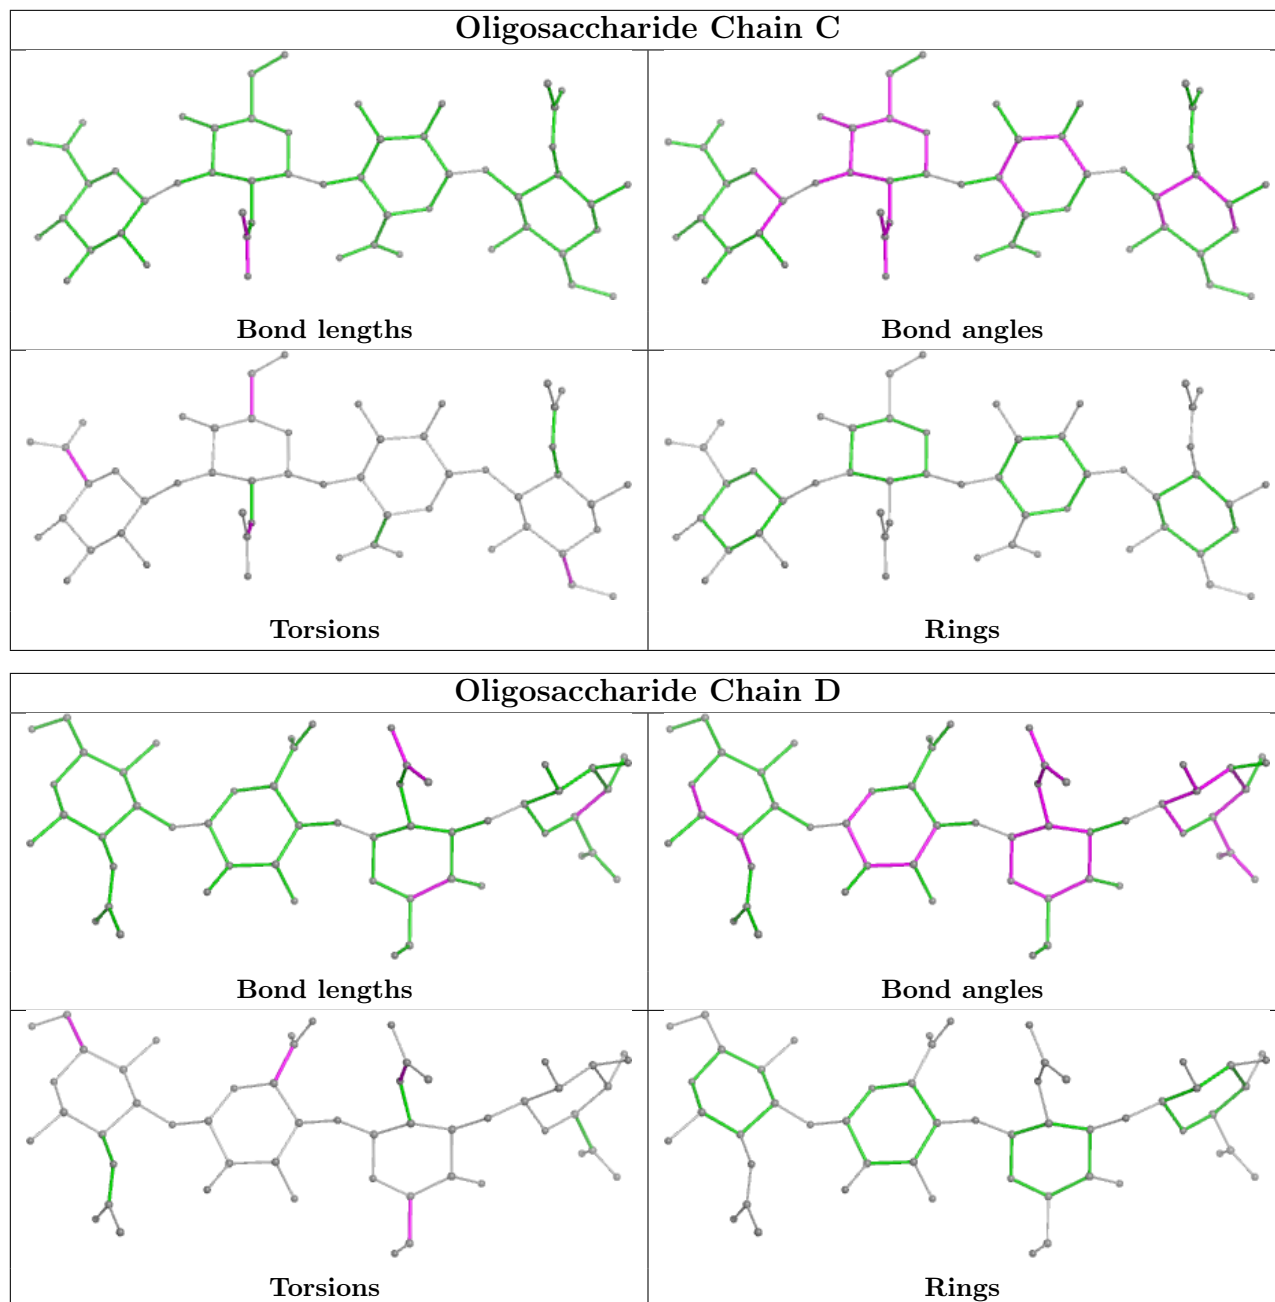 Oligosaccharide Chain C
Bond lengths
Bond angles
Torsions
Rings
Oligosaccharide Chain D
Bond lengths
Bond angles
Torsions
Rings